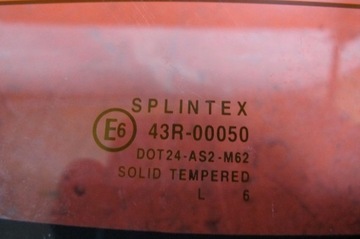 SPLINTEX
E6 43R-00050
DOT24-AS2-M62
SOLID TEMPERED
L 6